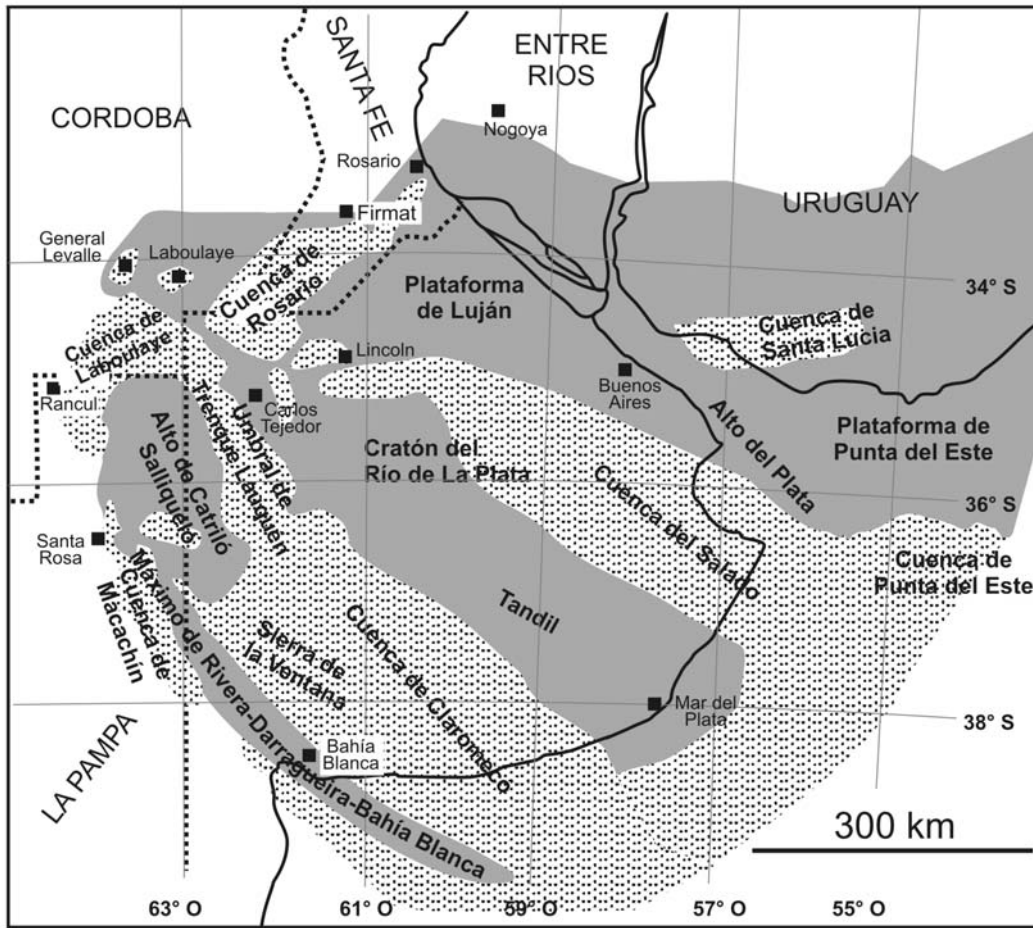 SANTA FE
ENTRE
RIOS
CORDOBA
Nogoya
Rosario
Firmat
URUGUAY
General
Levalle
Laboulaye
Cuenca de
Rosario
Plataforma
de Luján
34° S
Cuenca de
Santa Lucia
Cuenca de
Laboulaye
Lincoln
Rancul
Carlos
Tejedor
Buenos
Aires
Trenque Lauquen
Umbral de
Alto de Catriló
Salliqueló
Cratón del
Río de La Plata
Alto del Plata
Plataforma de
Punta del Este
36° S
Cuenca del Salado
Santa
Rosa
Cuenca de
Punta del Este
Máximo de Rivera-Darragueira-Bahía Blanca
Cuenca de
Macachín
Tandil
Sierra de
la Ventana
Cuenca de Claromecó
Mar del
Plata
38° S
LA PAMPA
Bahía
Blanca
300 km
63° O
61° O
59° O
57° O
55° O